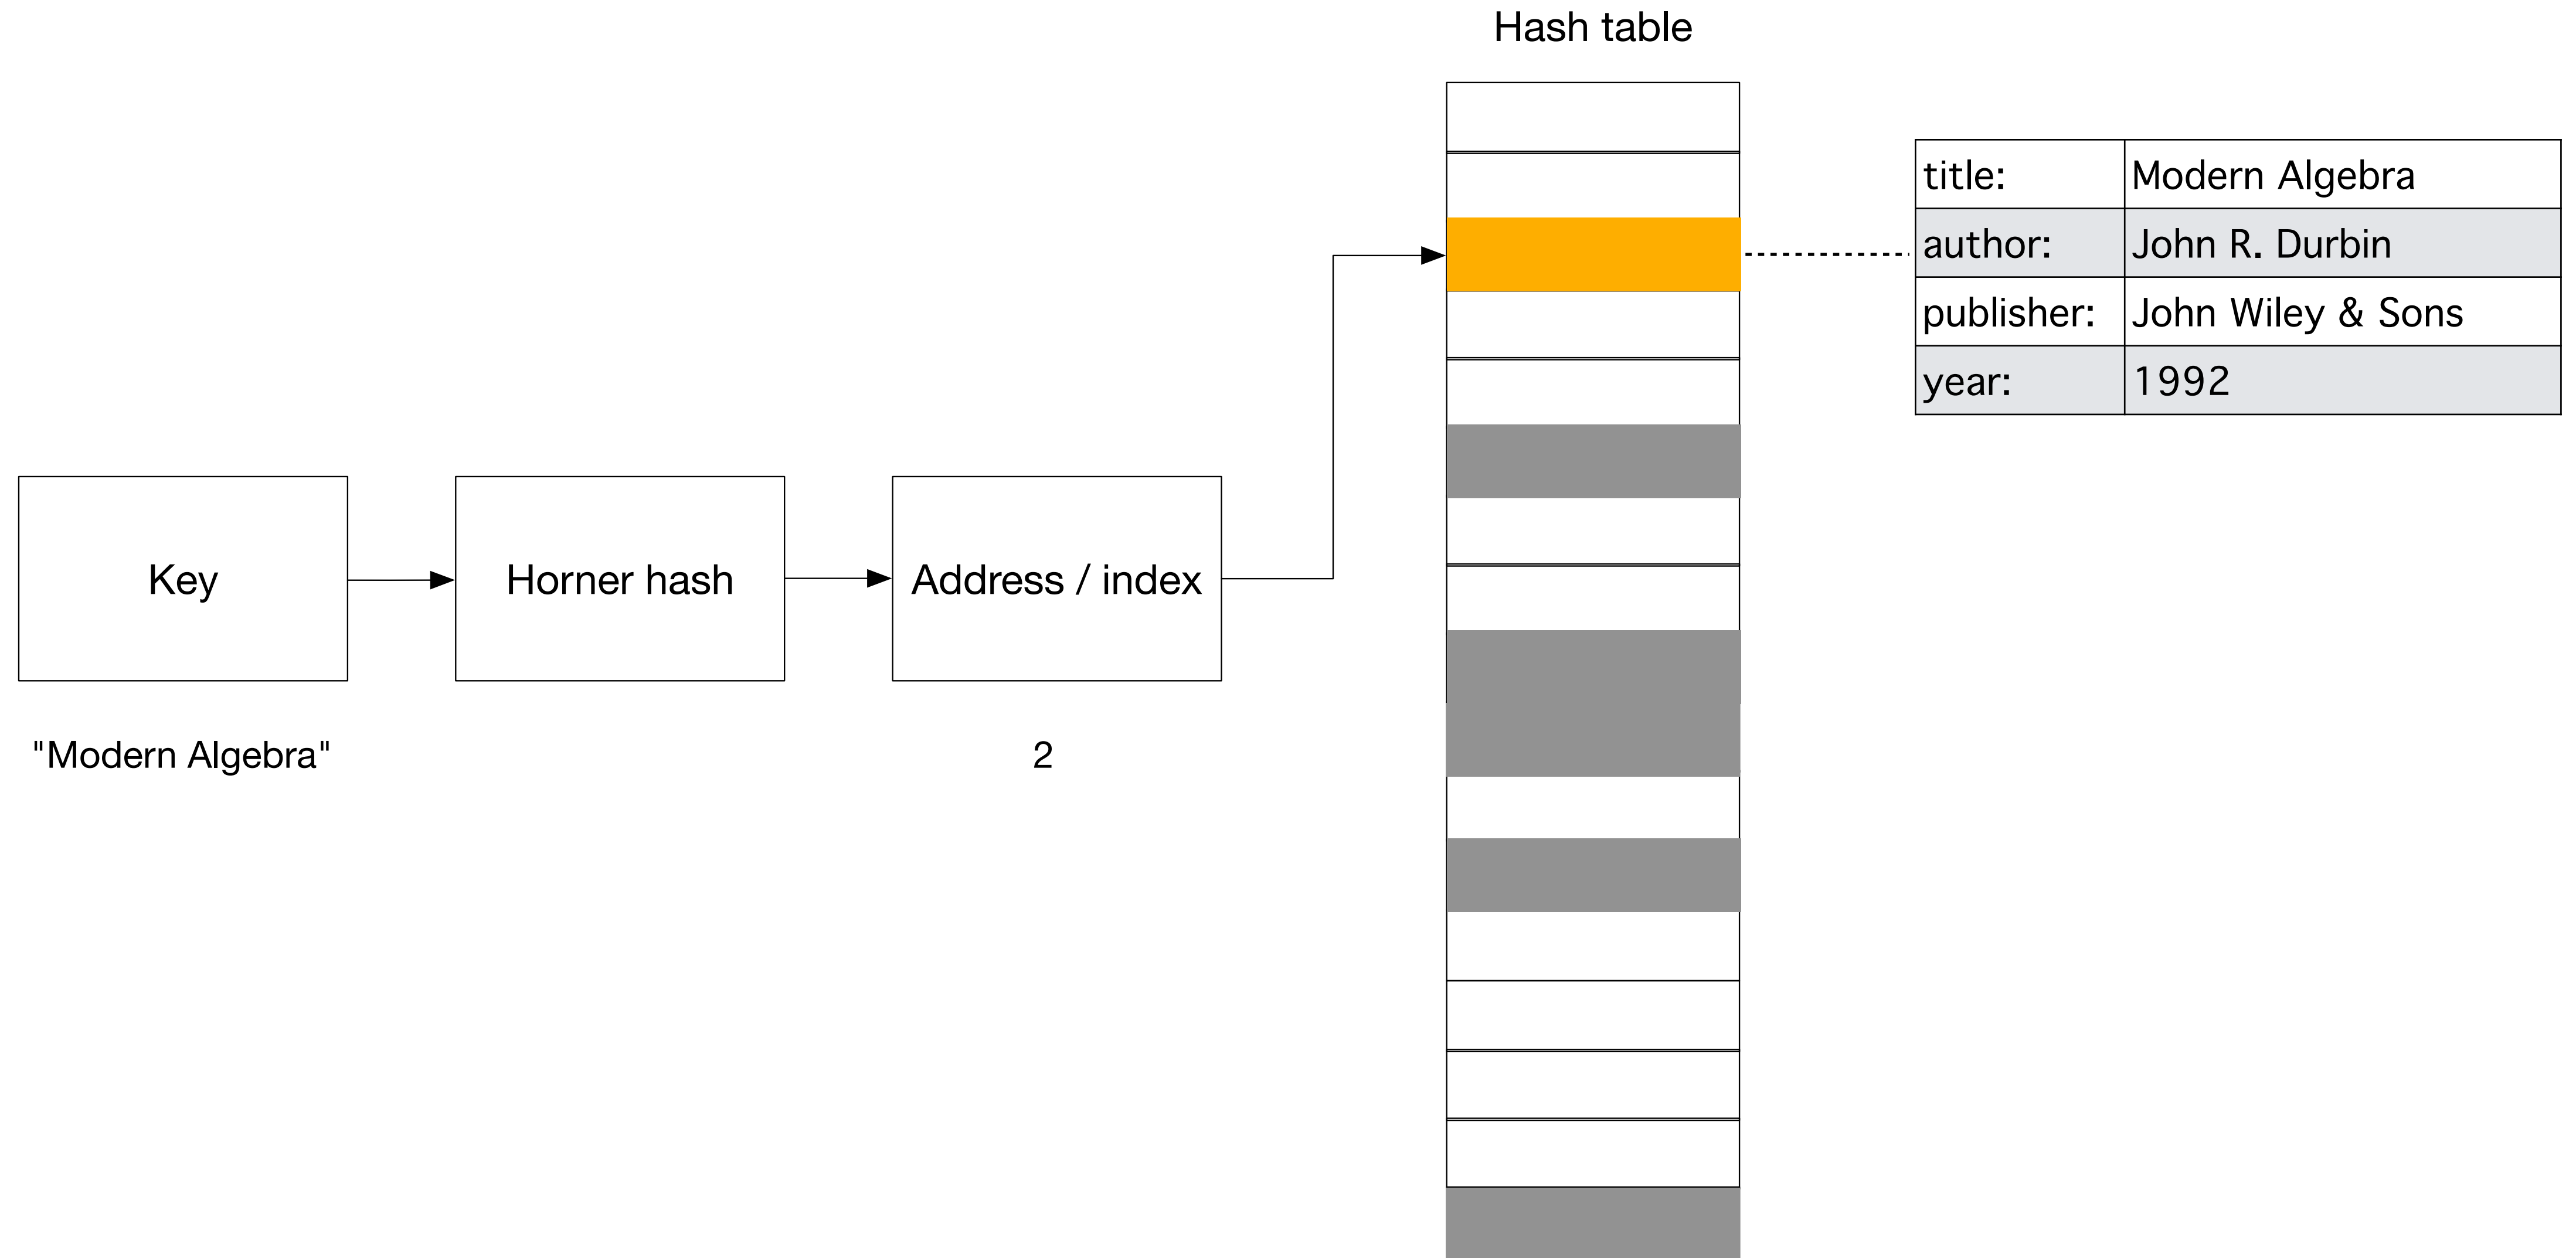 Hash table
title: Modern Algebra
author: John R. Durbin
publisher: John Wiley & Sons
year: 1992
Key
Horner hash
Address / index
"Modern Algebra"
2